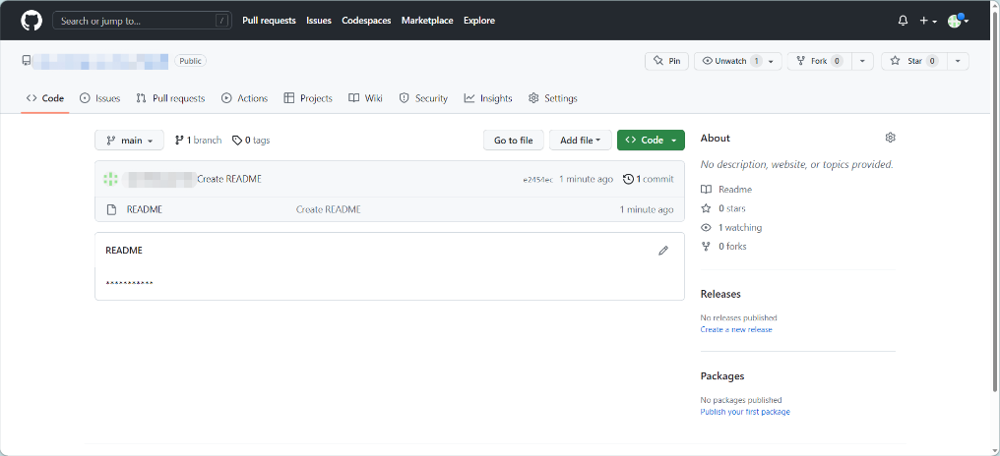 Search or jump to... / Pull requests Issues Codespaces Marketplace Explore
Public Pin Unwatch 1 Fork 0 Star 0
Code Issues Pull requests Actions Projects Wiki Security Insights Settings
main 1 branch 0 tags Go to file Add file Code
Create README e2454ec 1 minute ago 1 commit
README Create README 1 minute ago
README
***********
About
No description, website, or topics provided.
Readme
0 stars
1 watching
0 forks
Releases
No releases published
Create a new release
Packages
No packages published
Publish your first package